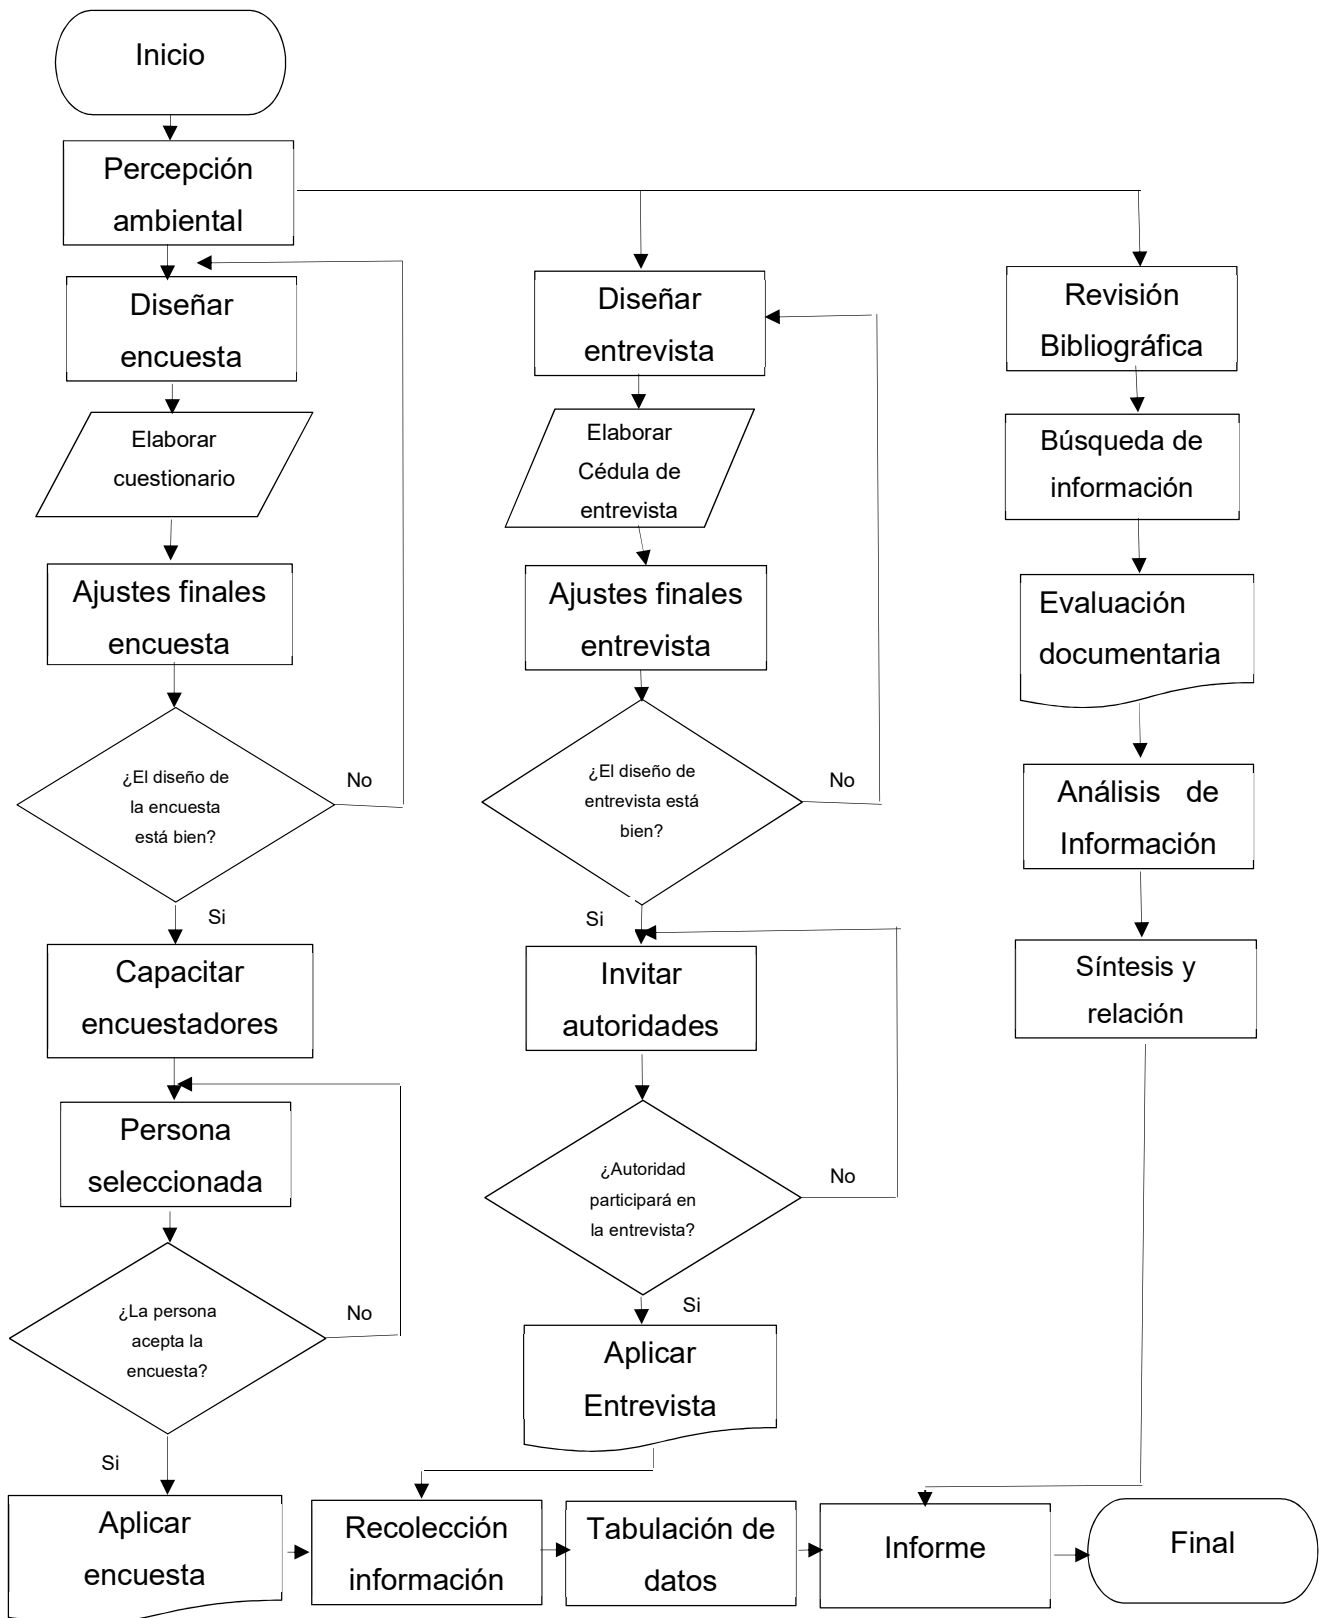 Inicio
Percepción
ambiental
Diseñar
encuesta
Elaborar
cuestionario
Ajustes finales
encuesta
¿El diseño de
la encuesta
está bien?
No
Si
Capacitar
encuestadores
Persona
seleccionada
¿La persona
acepta la
encuesta?
No
Si
Aplicar
encuesta
Diseñar
entrevista
Elaborar
Cédula de
entrevista
Ajustes finales
entrevista
¿El diseño de
entrevista está
bien?
No
Si
Invitar
autoridades
¿Autoridad
participará en
la entrevista?
No
Si
Aplicar
Entrevista
Revisión
Bibliográfica
Búsqueda de
información
Evaluación
documentaria
Análisis de
Información
Síntesis y
relación
Recolección
información
Tabulación de
datos
Informe
Final